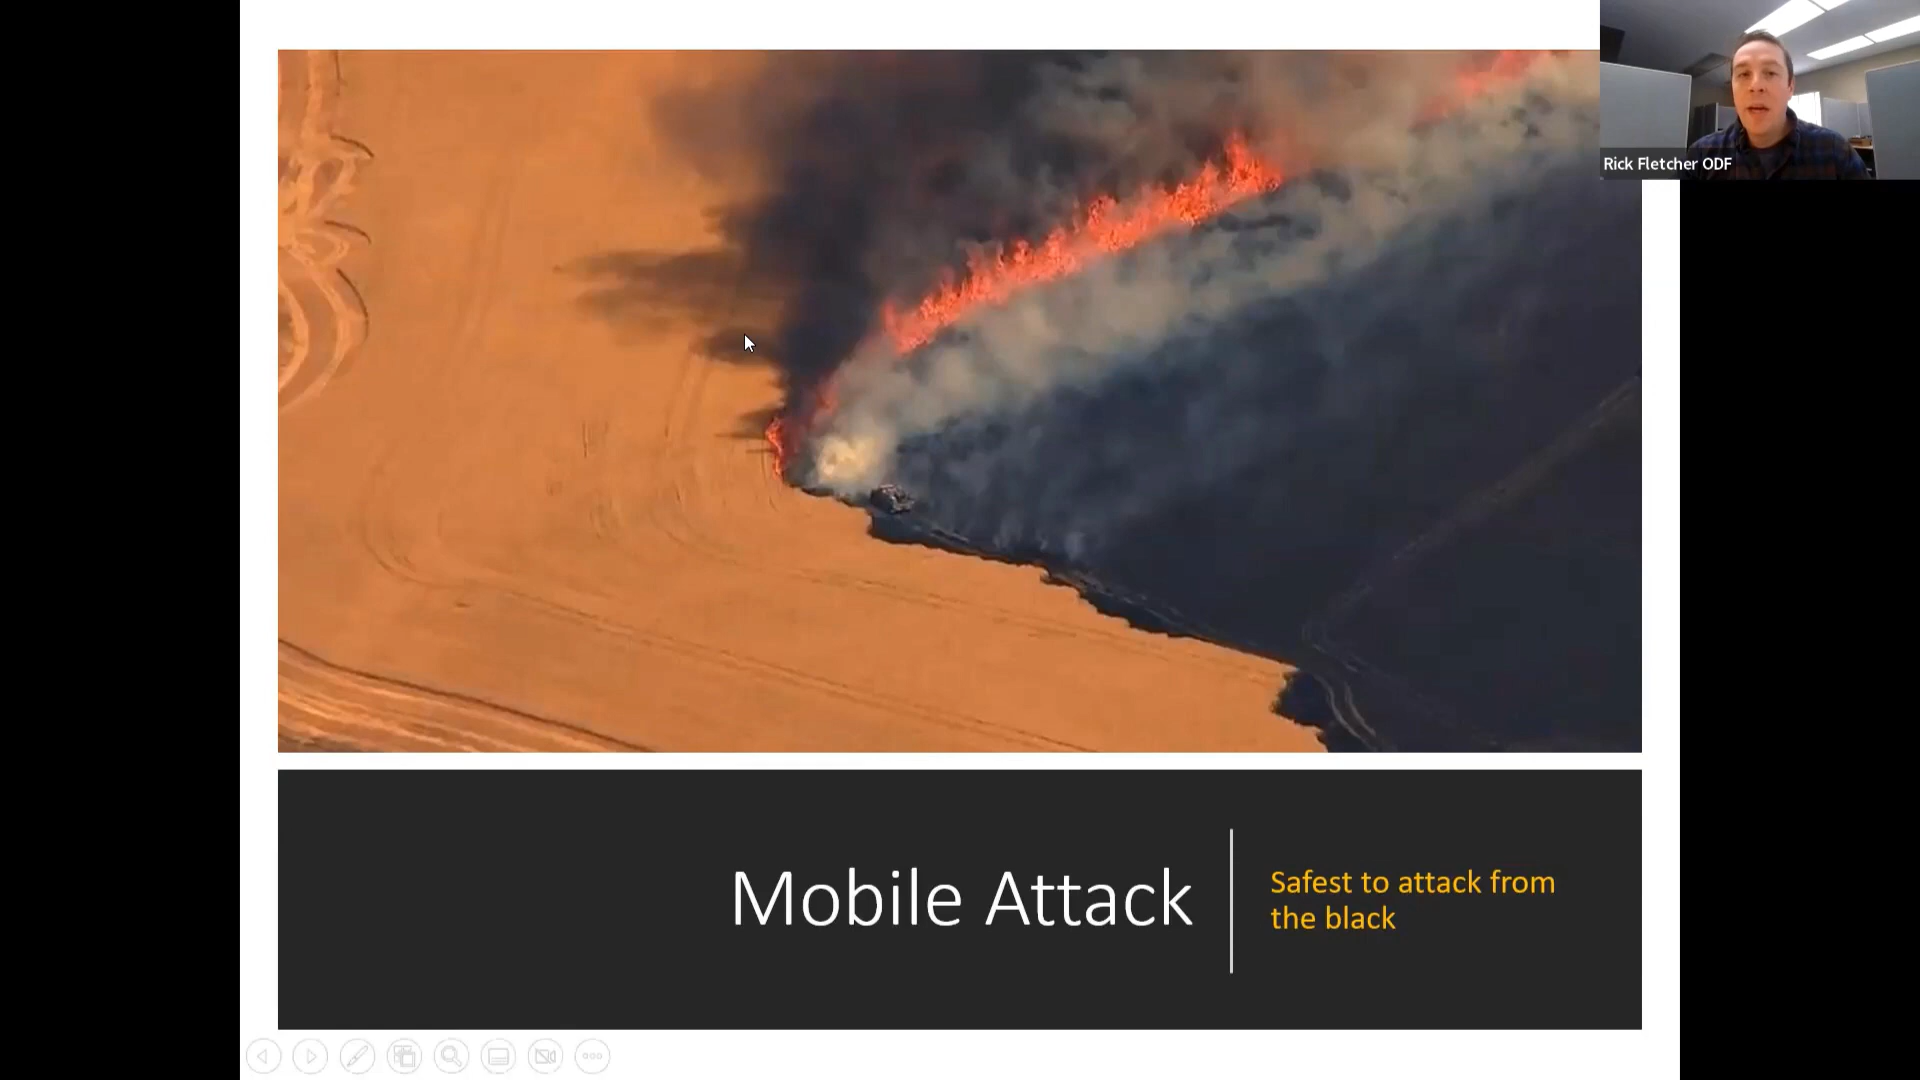 Rick Fletcher ODF
Mobile Attack
Safest to attack from
the black